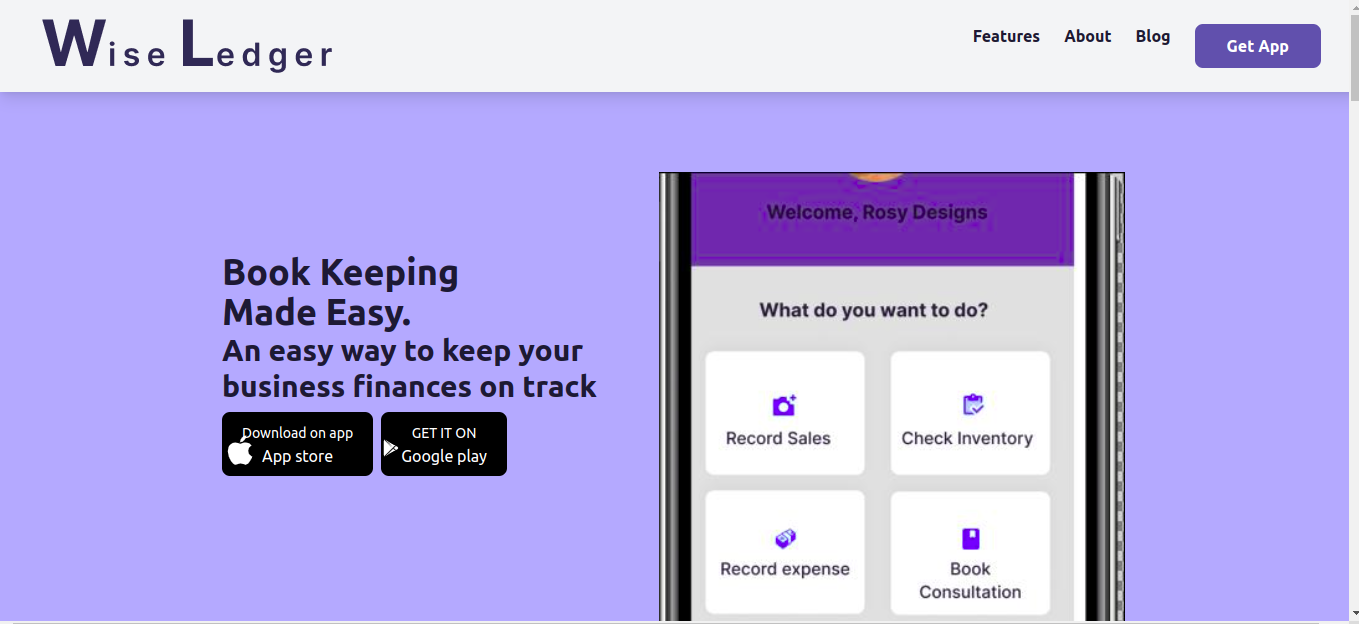 Wise Ledger
Features
About
Blog
Get App
Book Keeping
Made Easy.
An easy way to keep your
business finances on track
Download on app
App store
GET IT ON
Google play
Welcome, Rosy Designs
What do you want to do?
Record Sales
Check Inventory
Record expense
Book
Consultation